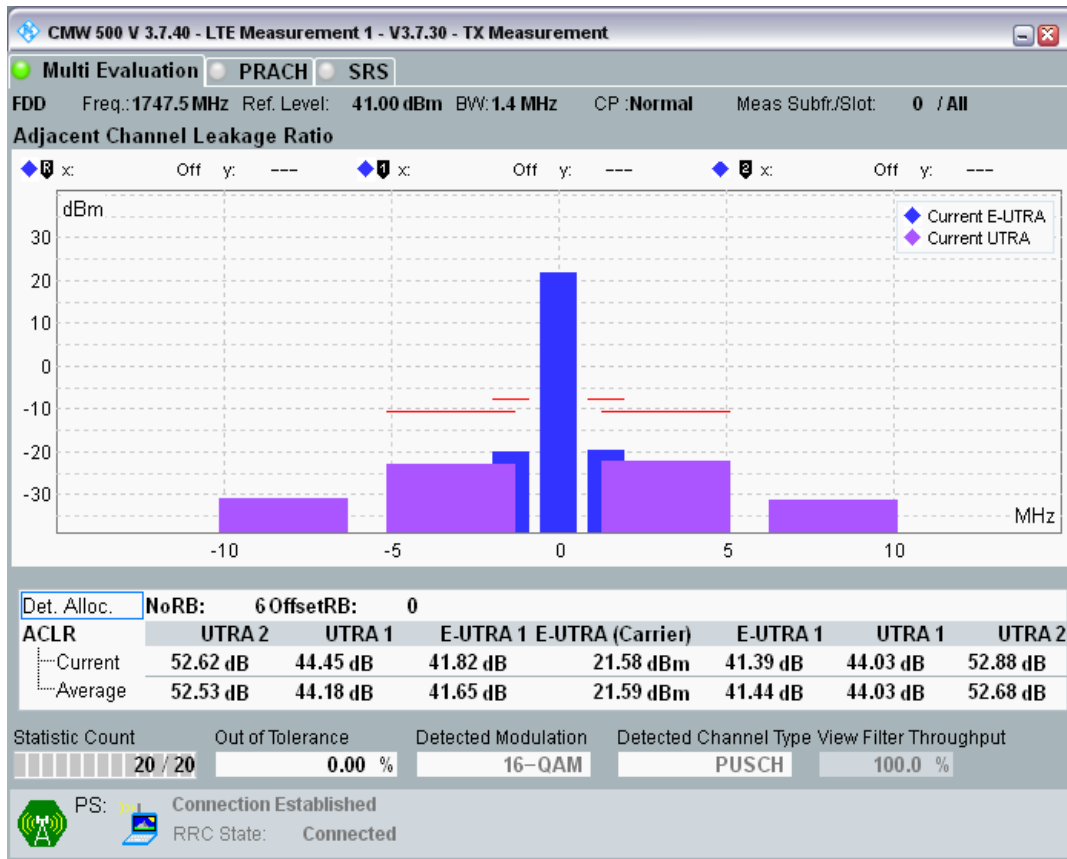 CMW 500 V 3.7.40 - LTE Measurement 1 - V3.7.30 - TX Measurement
Multi Evaluation PRACH SRS
FDD Freq.: 1747.5 MHz Ref. Level: 41.00 dBm BW: 1.4 MHz CP :Normal Meas Subfr./Slot: 0 / All
Adjacent Channel Leakage Ratio
R x: Off y: --- 1 x: Off y: --- 2 x: Off y: ---
dBm
Current E-UTRA
Current UTRA
30
20
10
0
-10
-20
-30
MHz
-10 -5 0 5 10
Det. Alloc. NoRB: 6 OffsetRB: 0
ACLR UTRA 2 UTRA 1 E-UTRA 1 E-UTRA (Carrier) E-UTRA 1 UTRA 1 UTRA 2
Current 52.62 dB 44.45 dB 41.82 dB 21.58 dBm 41.39 dB 44.03 dB 52.88 dB
Average 52.53 dB 44.18 dB 41.65 dB 21.59 dBm 41.44 dB 44.03 dB 52.68 dB
Statistic Count Out of Tolerance Detected Modulation Detected Channel Type View Filter Throughput
20 / 20 0.00 % 16-QAM PUSCH 100.0 %
PS: Connection Established
RRC State: Connected